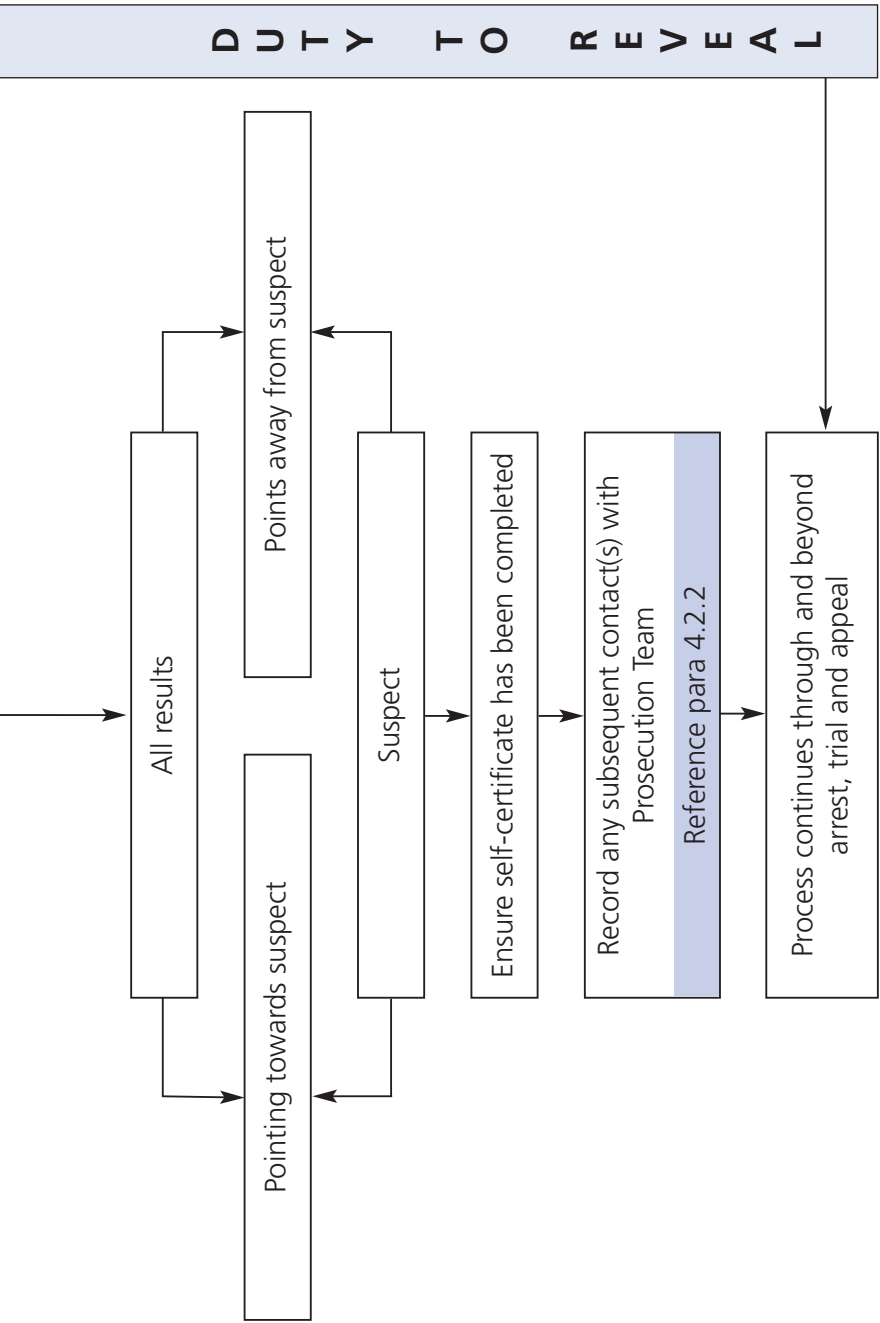 DUTY TO REVEAL
All results
Pointing towards suspect
Points away from suspect
Suspect
Ensure self-certificate has been completed
Record any subsequent contact(s) with
Prosecution Team
Reference para 4.2.2
Process continues through and beyond
arrest, trial and appeal